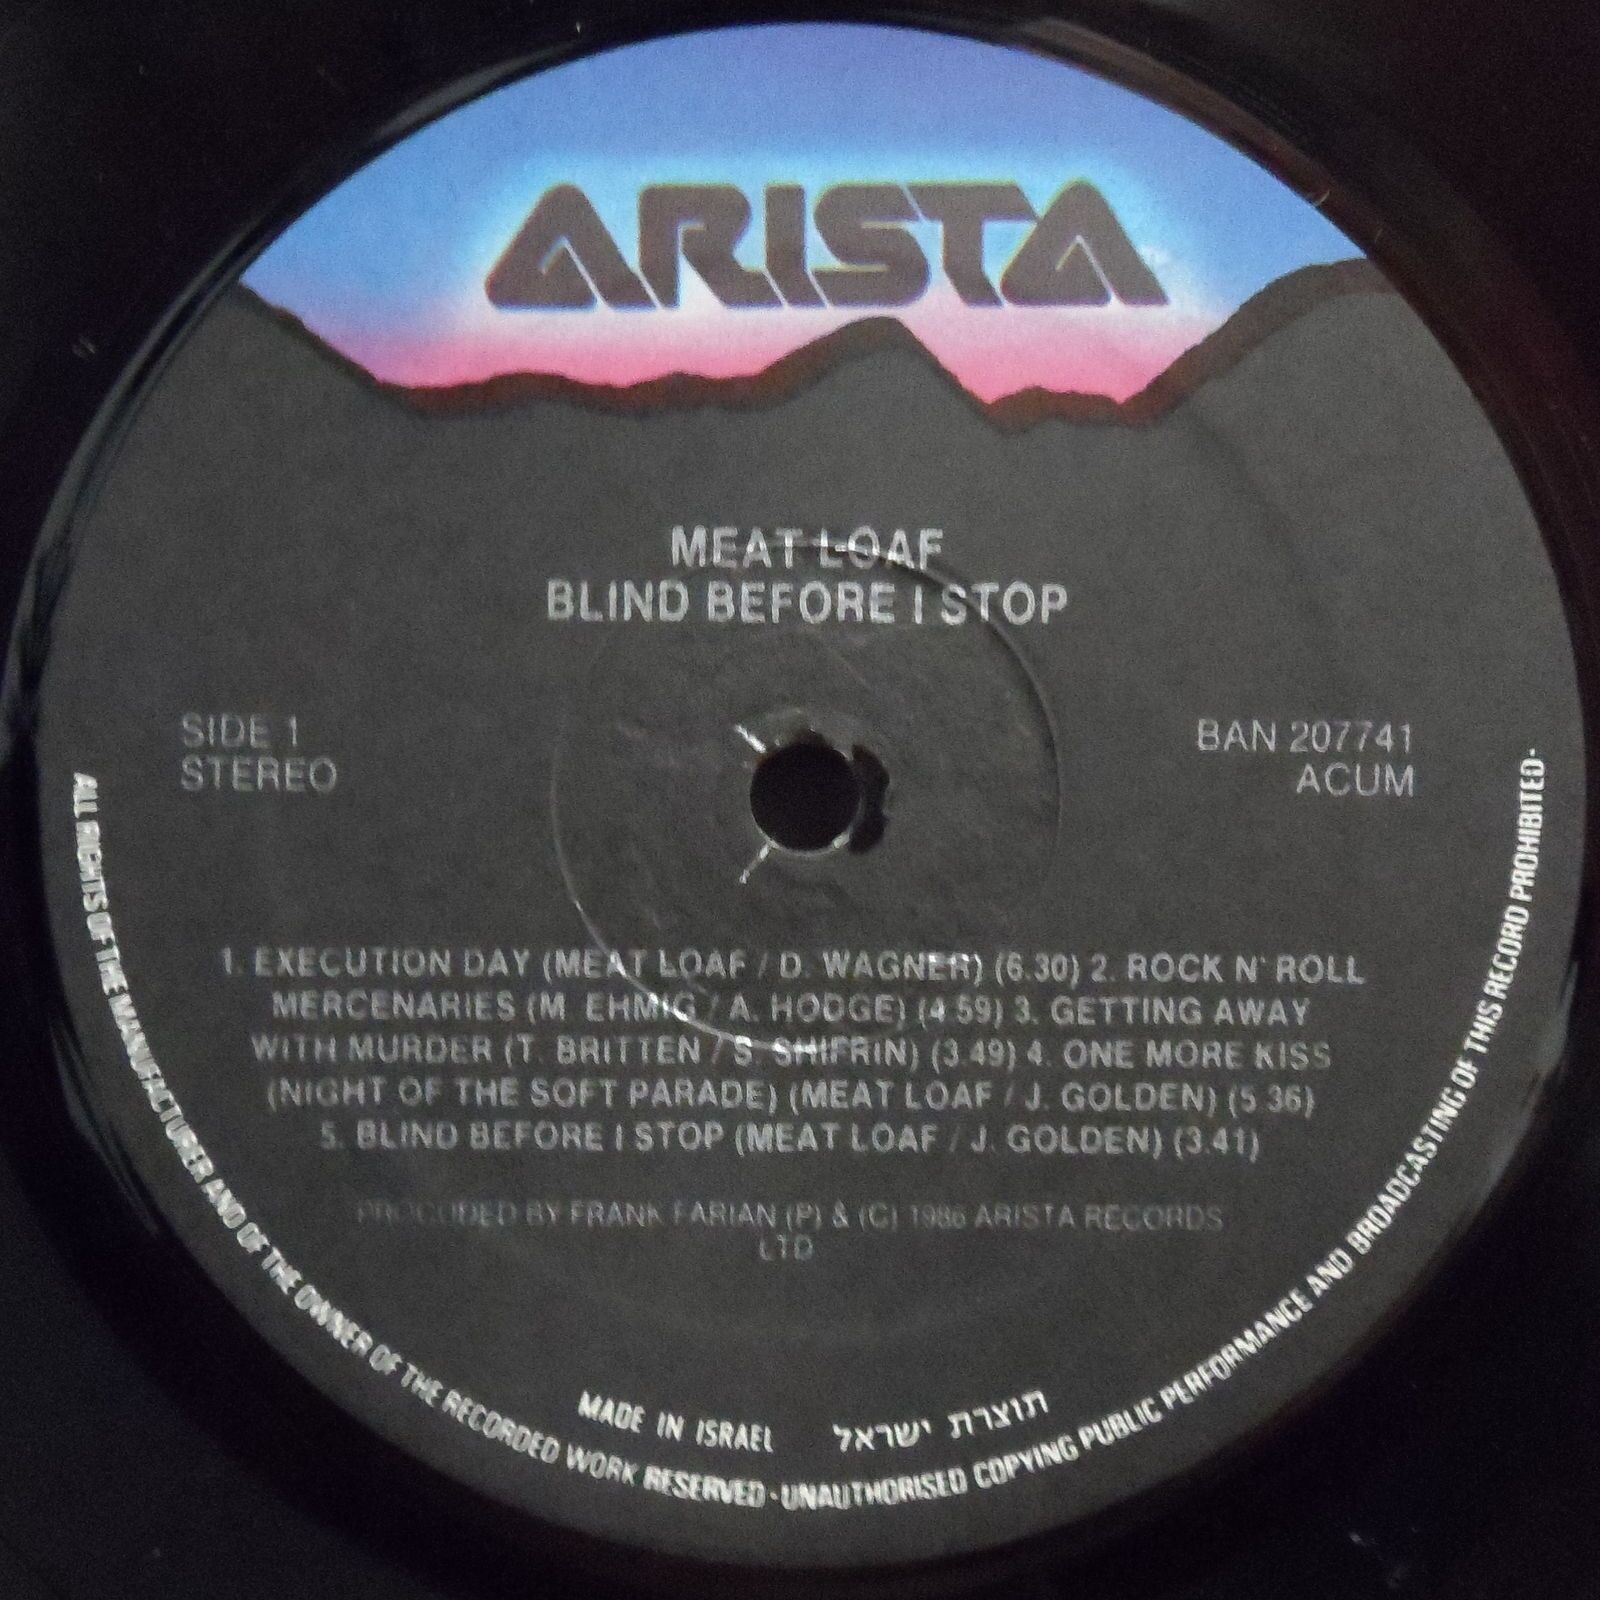 ARISTA
MEAT LOAF
BLIND BEFORE I STOP
SIDE 1
STEREO
BAN 207741
ACUM
1. EXECUTION DAY (MEAT LOAF / D. WAGNER) (6.30) 2. ROCK N' ROLL
MERCENARIES (M. EHMIG / A. HODGE) (4.59) 3. GETTING AWAY
WITH MURDER (T. BRITTEN / S. SHIFRIN) (3.49) 4. ONE MORE KISS
(NIGHT OF THE SOFT PARADE) (MEAT LOAF / J. GOLDEN) (5.36)
5. BLIND BEFORE I STOP (MEAT LOAF / J. GOLDEN) (3.41)
PROCUDED BY FRANK FARIAN (P) & (C) 1986 ARISTA RECORDS
LTD
MADE IN ISRAEL תוצרת ישראל
ALL RIGHTS OF THE MANUFACTURER AND OF THE OWNER OF THE RECORDED WORK RESERVED · UNAUTHORISED COPYING PUBLIC PERFORMANCE AND BROADCASTING OF THIS RECORD PROHIBITED ·